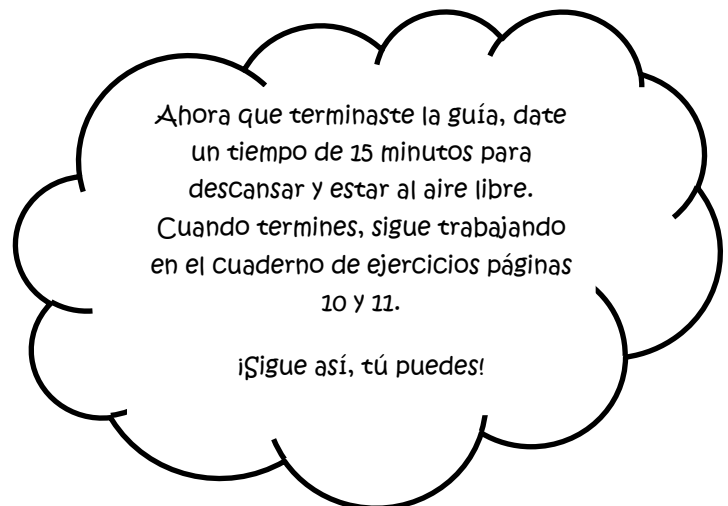 Ahora que terminaste la guía, date
un tiempo de 15 minutos para
descansar y estar al aire libre.
Cuando termines, sigue trabajando
en el cuaderno de ejercicios páginas
10 y 11.
¡Sigue así, tú puedes!